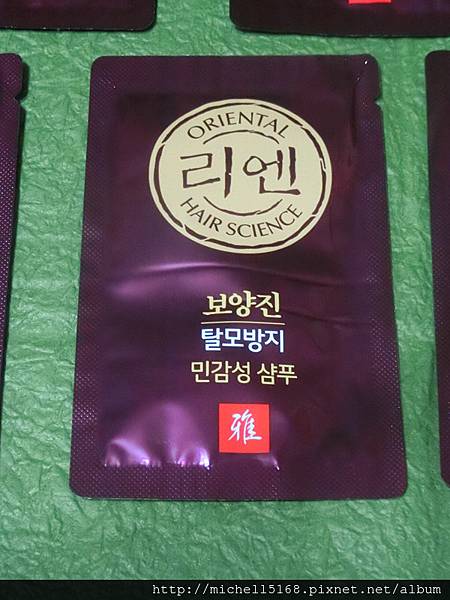 ORIENTAL
리엔
HAIR SCIENCE
보양진
탈모방지
민감성 샴푸
雅
http://michell5168.pixnet.net/album